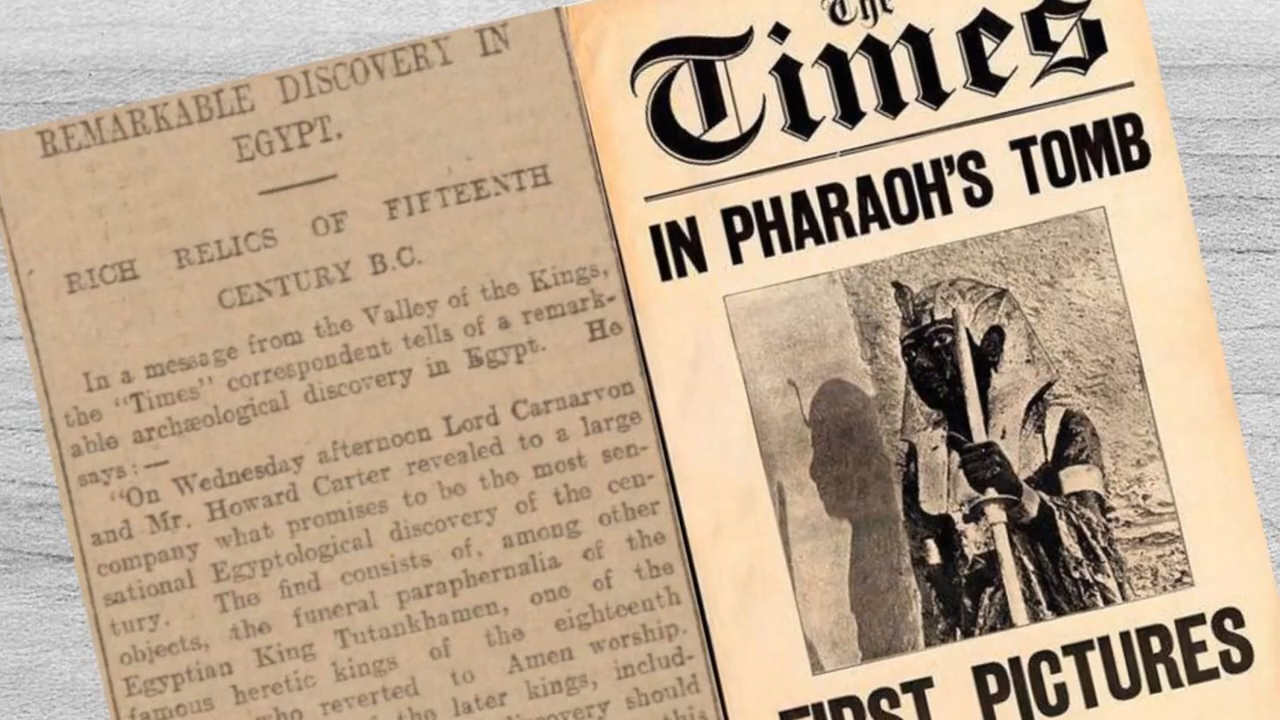 REMARKABLE DISCOVERY IN
EGYPT.
RICH RELICS OF FIFTEENTH
CENTURY B.C.
In a message from the Valley of the Kings,
the "Times" correspondent tells of a remark-
able archæological discovery in Egypt. He
says:—
"On Wednesday afternoon Lord Carnarvon
and Mr. Howard Carter revealed to a large
company what promises to be the most sen-
sational Egyptological discovery of the cen-
tury. The find consists of, among other
objects, the funeral paraphernalia of the
Egyptian King Tutankhamen, one of the
famous heretic kings of the eighteenth
who reverted to Amen worship.
the later kings, includ-
discovery should
this
The
Times
IN PHARAOH'S TOMB
FIRST PICTURES